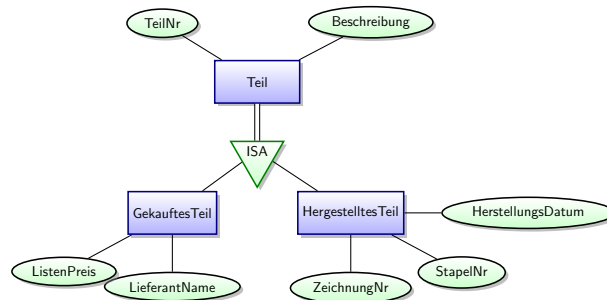 TeilNr
Beschreibung
Teil
ISA
GekauftesTeil
HergestelltesTeil
HerstellungsDatum
ListenPreis
LieferantName
ZeichnungNr
StapelNr